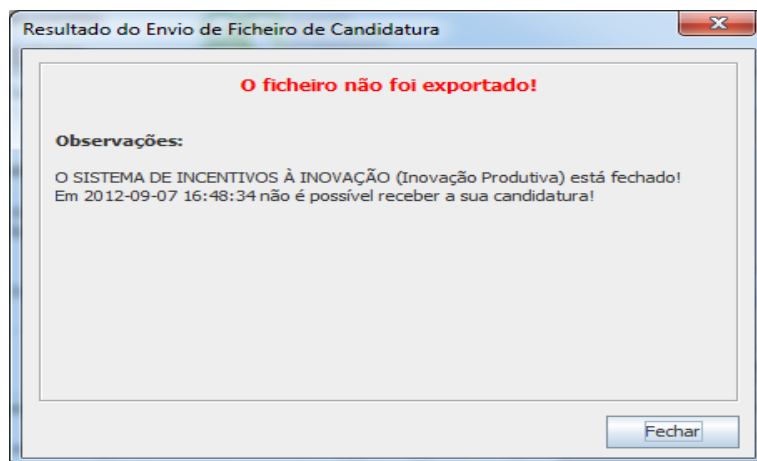 Resultado do Envio de Ficheiro de Candidatura
O ficheiro não foi exportado!
Observações:
O SISTEMA DE INCENTIVOS À INOVAÇÃO (Inovação Produtiva) está fechado!
Em 2012-09-07 16:48:34 não é possível receber a sua candidatura!
Fechar